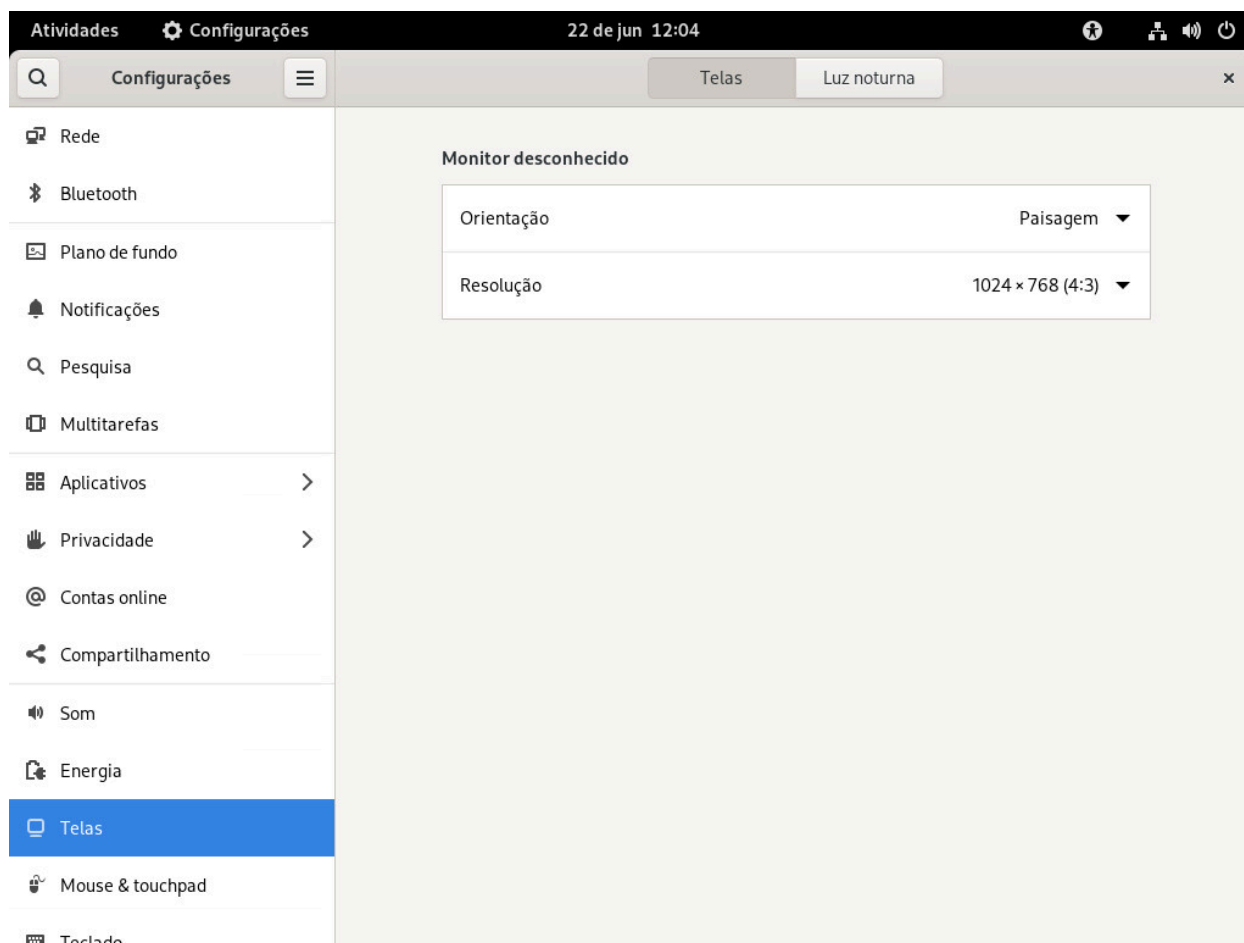 Atividades Configurações 22 de jun 12:04
Configurações Telas Luz noturna
Rede
Bluetooth
Plano de fundo
Notificações
Pesquisa
Multitarefas
Aplicativos
Privacidade
Contas online
Compartilhamento
Som
Energia
Telas
Mouse & touchpad
Teclado
Monitor desconhecido
Orientação Paisagem
Resolução 1024 × 768 (4:3)